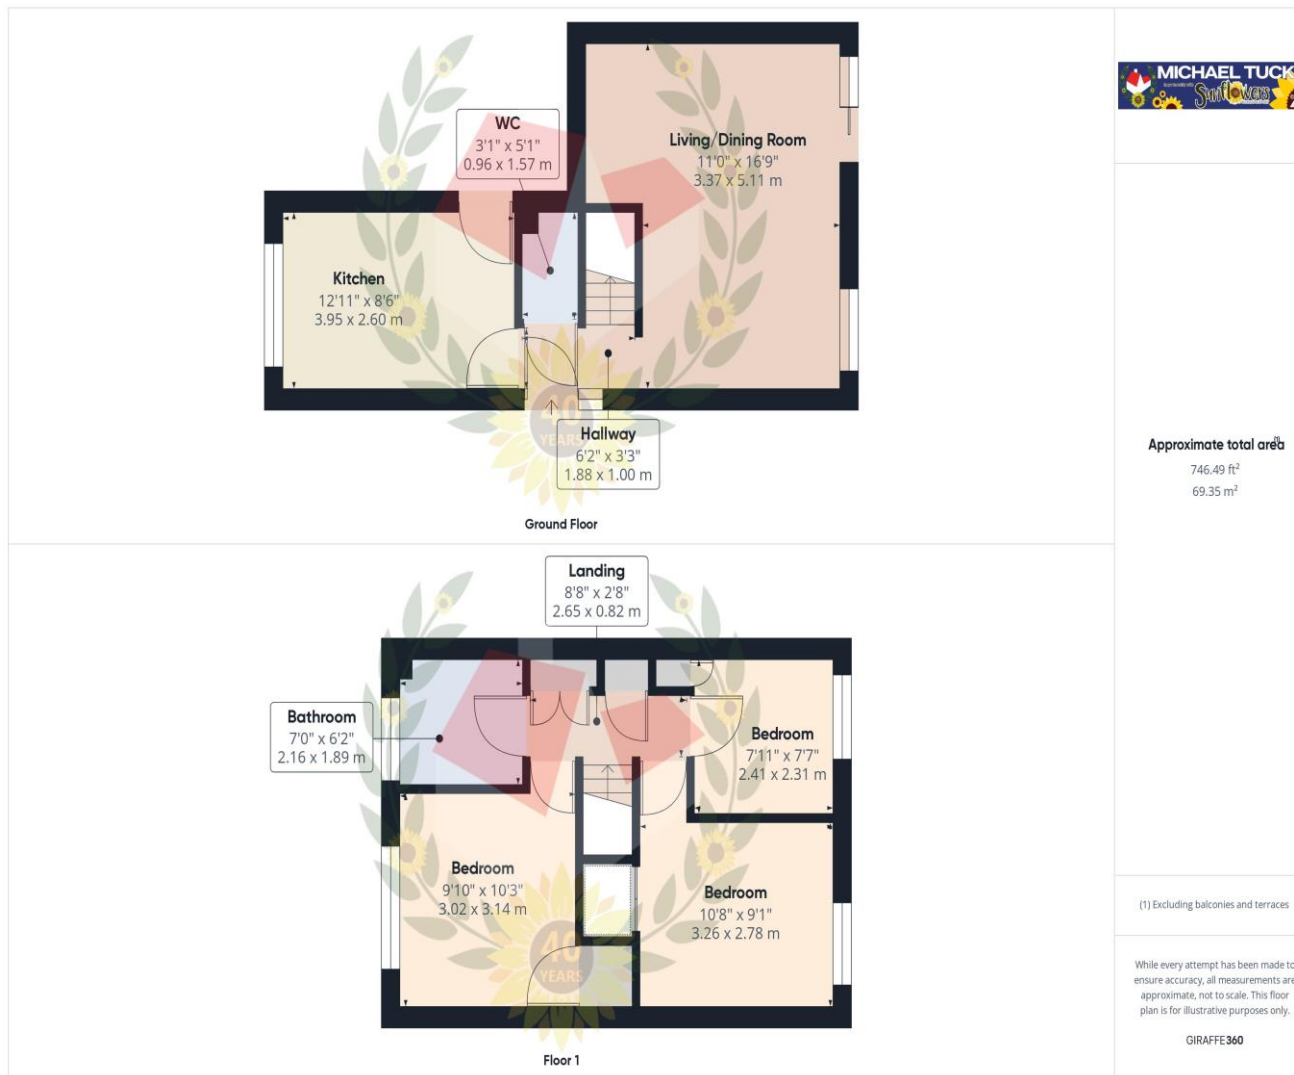 WC
3'1" x 5'1"
0.96 x 1.57 m
Living/Dining Room
11'0" x 16'9"
3.37 x 5.11 m
Kitchen
12'11" x 8'6"
3.95 x 2.60 m
40
YEARS
Hallway
6'2" x 3'3"
1.88 x 1.00 m
Ground Floor
Landing
8'8" x 2'8"
2.65 x 0.82 m
Bathroom
7'0" x 6'2"
2.16 x 1.89 m
Bedroom
7'11" x 7'7"
2.41 x 2.31 m
Bedroom
9'10" x 10'3"
3.02 x 3.14 m
Bedroom
10'8" x 9'1"
3.26 x 2.78 m
40
YEARS
Floor 1
MICHAEL TUCK
Sunflowers
Approximate total area(1)
746.49 ft²
69.35 m²
(1) Excluding balconies and terraces
While every attempt has been made to
ensure accuracy, all measurements are
approximate, not to scale. This floor
plan is for illustrative purposes only.
GIRAFFE360